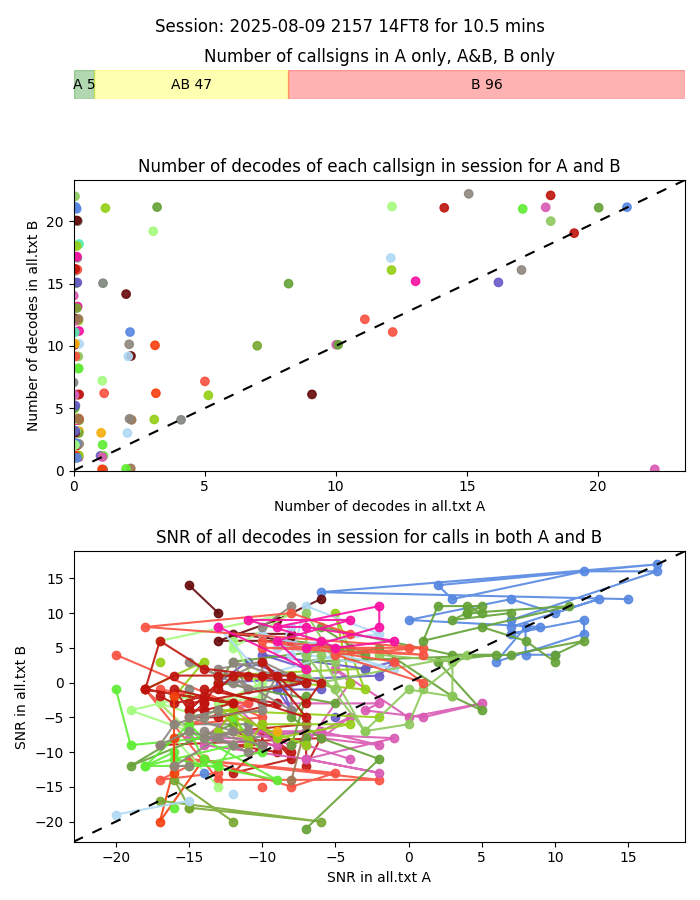 Session: 2025-08-09 2157 14FT8 for 10.5 mins
Number of callsigns in A only, A&B, B only
A 5 AB 47 B 96
Number of decodes of each callsign in session for A and B
Number of decodes in all.txt B
20
15
10
5
0
0 5 10 15 20
Number of decodes in all.txt A
SNR of all decodes in session for calls in both A and B
SNR in all.txt B
15
10
5
0
−5
−10
−15
−20
−20 −15 −10 −5 0 5 10 15
SNR in all.txt A